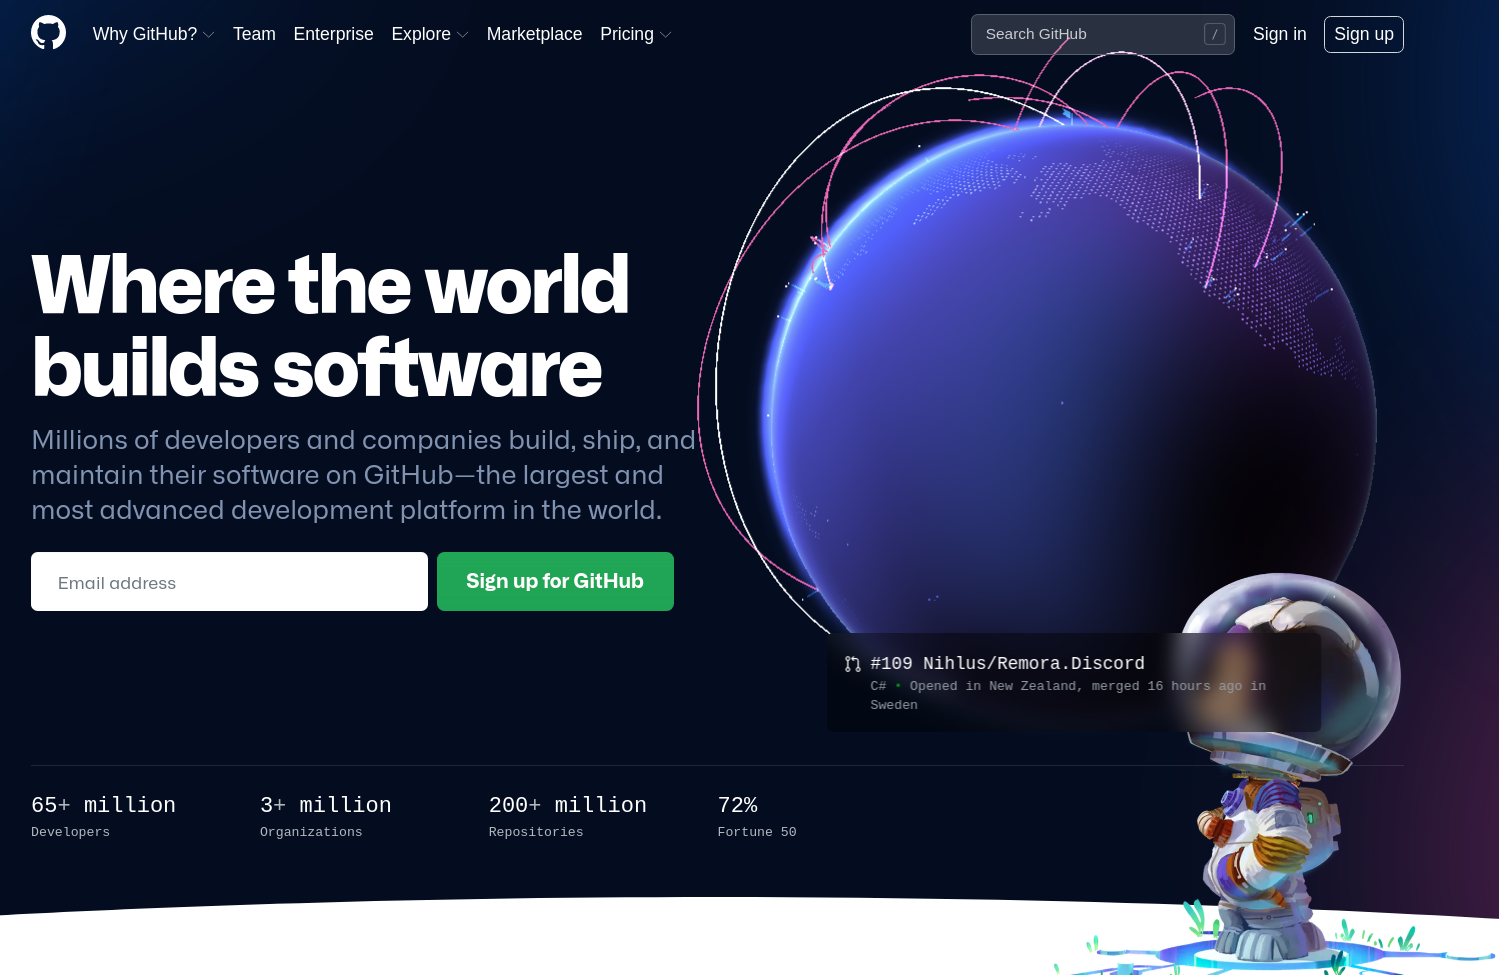 Why GitHub? Team Enterprise Explore Marketplace Pricing Search GitHub / Sign in Sign up
Where the world
builds software
Millions of developers and companies build, ship, and
maintain their software on GitHub—the largest and
most advanced development platform in the world.
Email address Sign up for GitHub
#109 Nihlus/Remora.Discord
C# • Opened in New Zealand, merged 16 hours ago in
Sweden
65+ million 3+ million 200+ million 72%
Developers Organizations Repositories Fortune 50